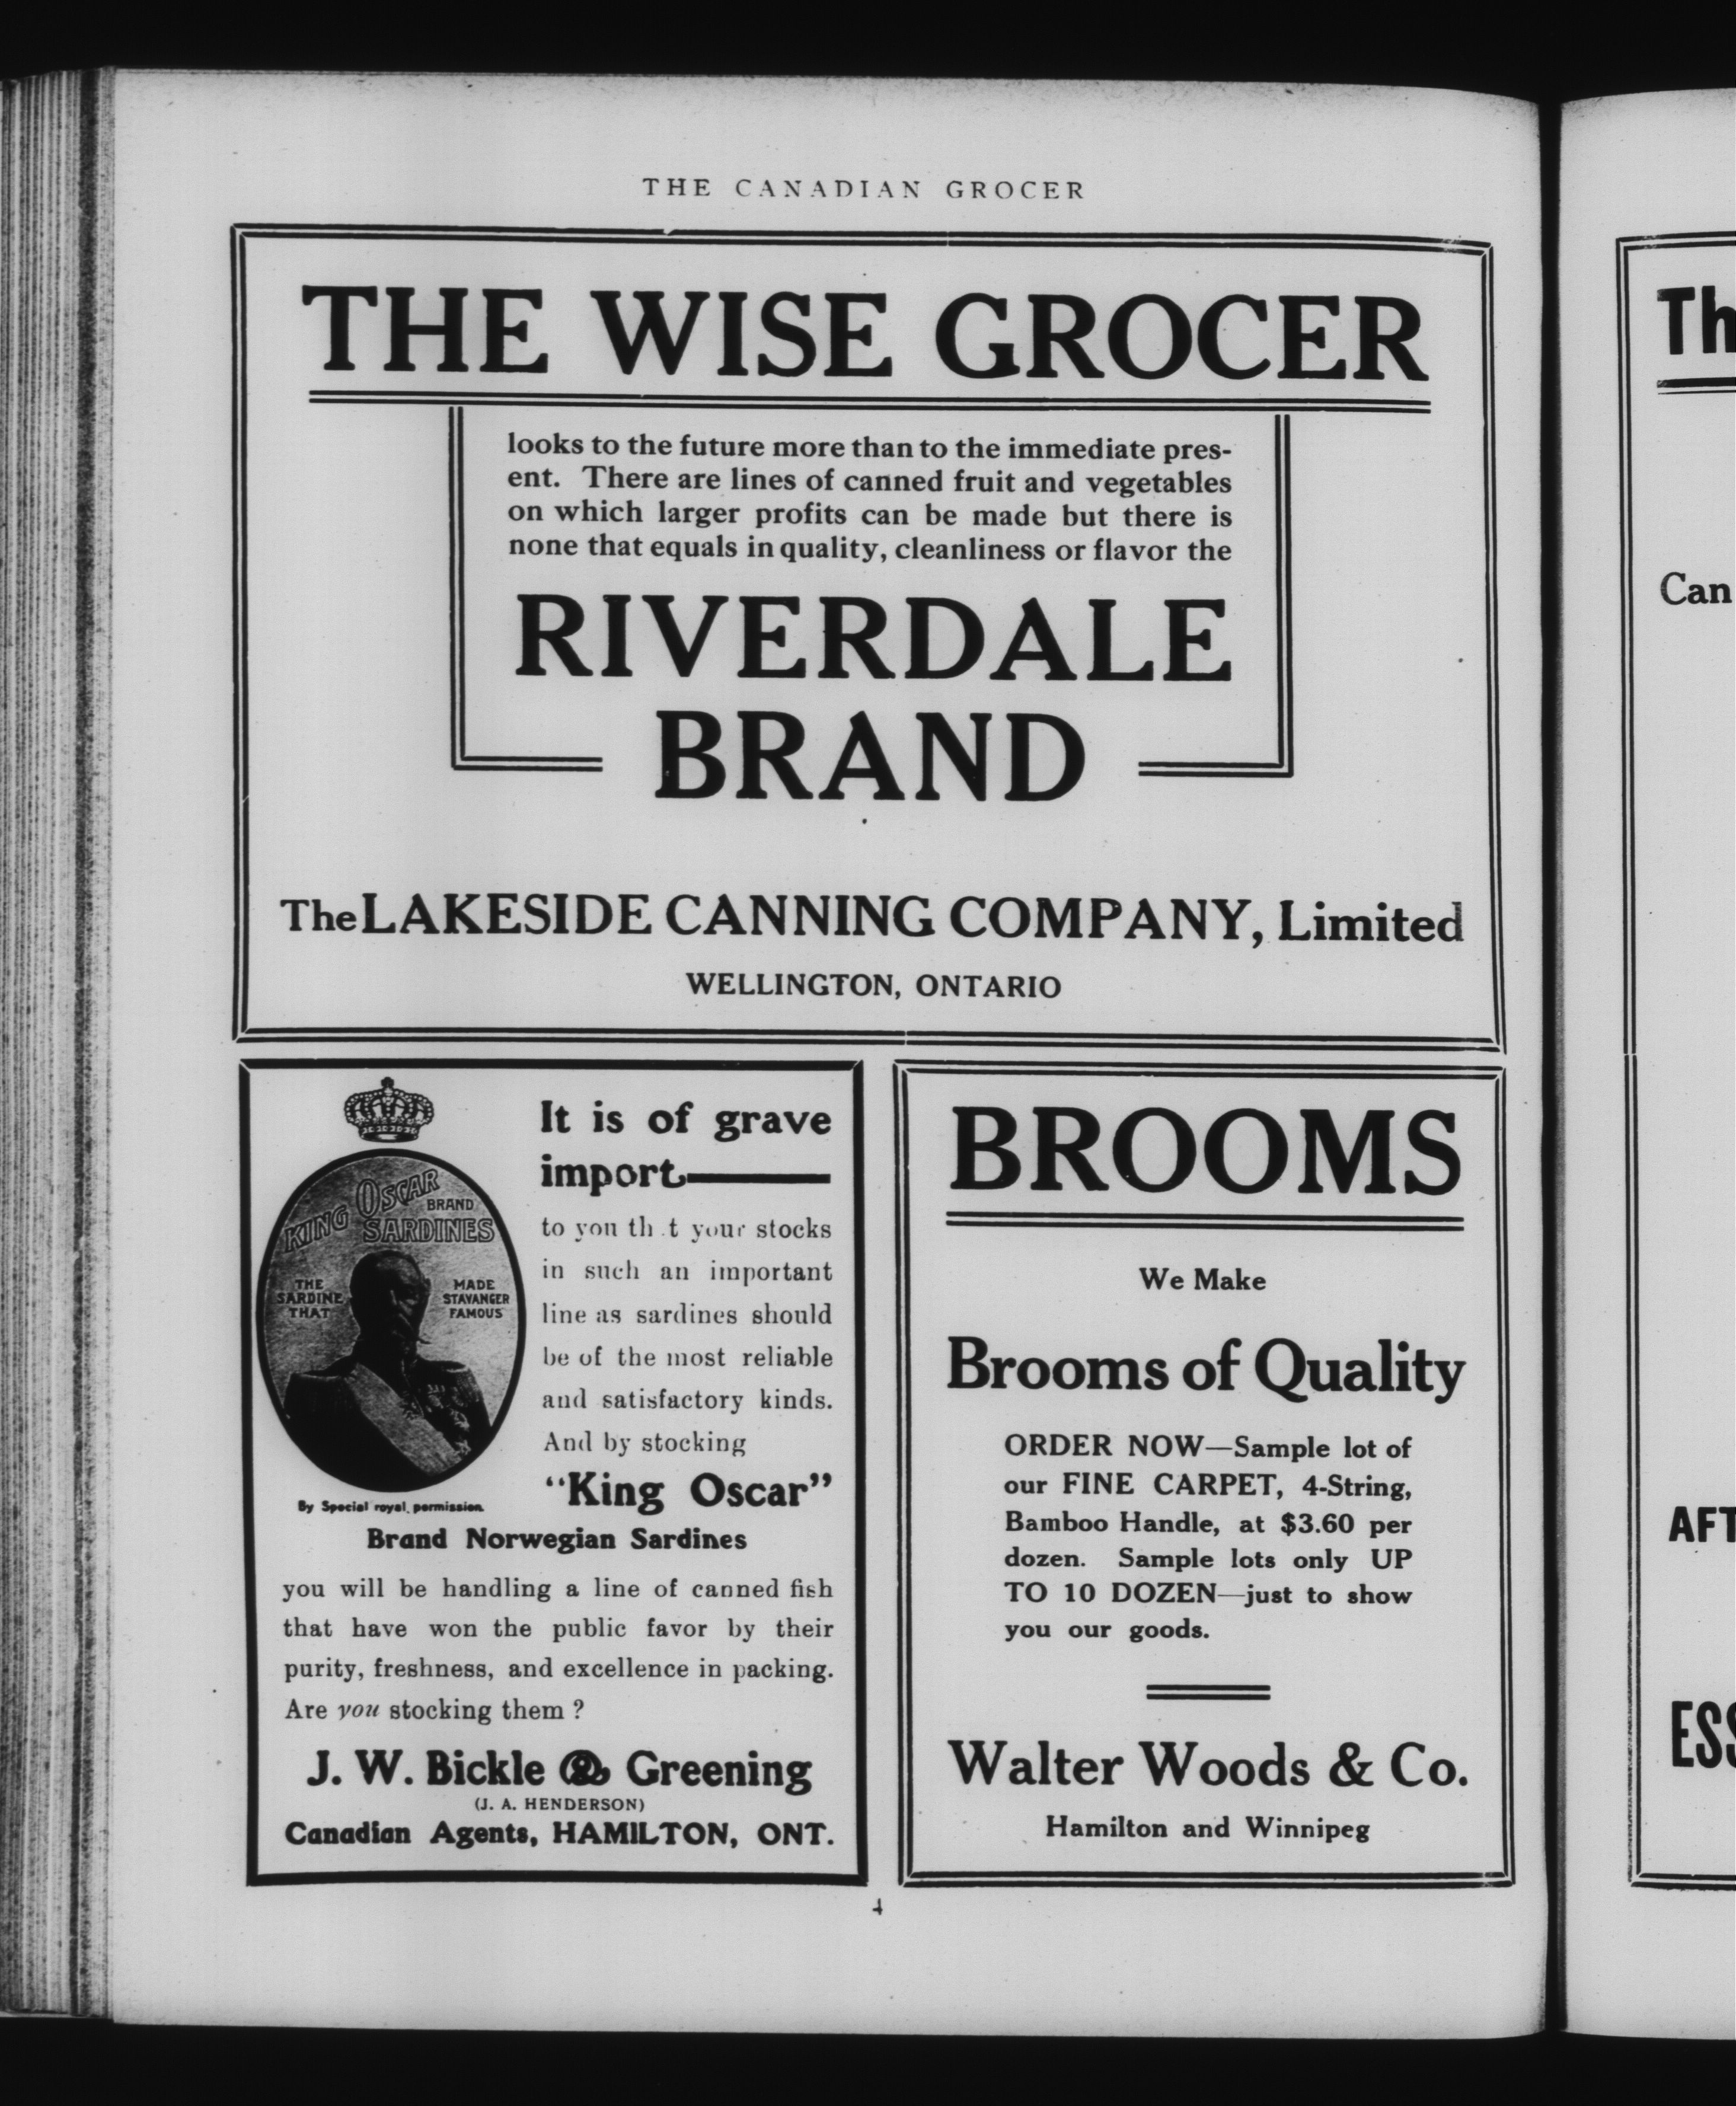 THE CANADIAN GROCER
THE WISE GROCER
looks to the future more than to the immediate pres-
ent. There are lines of canned fruit and vegetables
on which larger profits can be made but there is
none that equals in quality, cleanliness or flavor the
RIVERDALE
BRAND
The LAKESIDE CANNING COMPANY, Limited
WELLINGTON, ONTARIO
KING OSCAR
BRAND
SARDINES
THE
SARDINE
THAT
MADE
STAVANGER
FAMOUS
By Special royal permission.
It is of grave
import
to you th t your stocks
in such an important
line as sardines should
be of the most reliable
and satisfactory kinds.
And by stocking
"King Oscar"
Brand Norwegian Sardines
you will be handling a line of canned fish
that have won the public favor by their
purity, freshness, and excellence in packing.
Are you stocking them ?
J. W. Bickle & Greening
(J. A. HENDERSON)
Canadian Agents, HAMILTON, ONT.
BROOMS
We Make
Brooms of Quality
ORDER NOW—Sample lot of
our FINE CARPET, 4-String,
Bamboo Handle, at $3.60 per
dozen. Sample lots only UP
TO 10 DOZEN—just to show
you our goods.
Walter Woods & Co.
Hamilton and Winnipeg
4
Th
Can
AFT
ESS